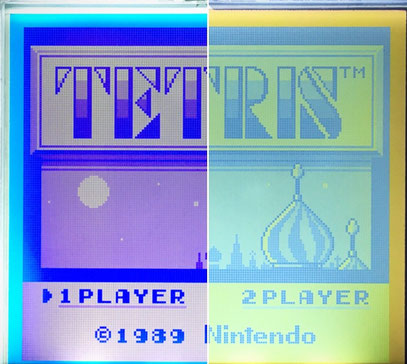 TETRIS™
▶1PLAYER 2PLAYER
©1989 Nintendo